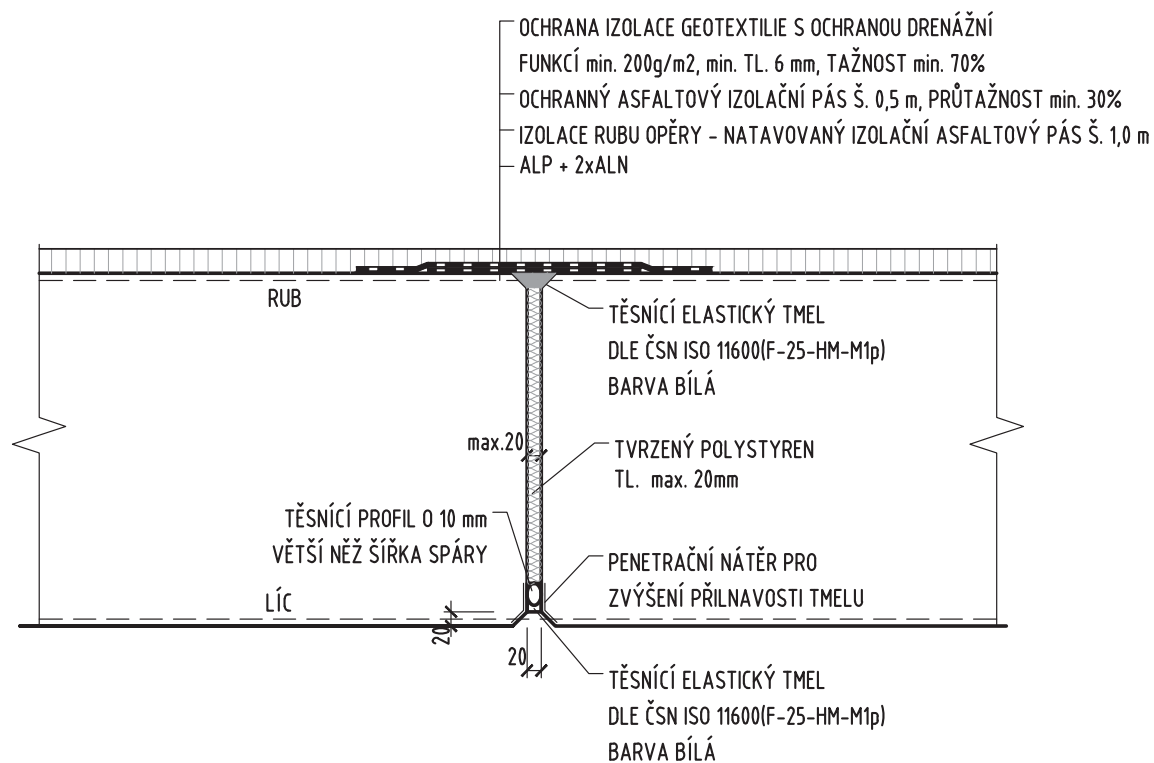 OCHRANA IZOLACE GEOTEXTILIE S OCHRANOU DRENÁŽNÍ
FUNKCÍ min. 200g/m2, min. TL. 6 mm, TAŽNOST min. 70%
OCHRANNÝ ASFALTOVÝ IZOLAČNÍ PÁS Š. 0,5 m, PRŮTAŽNOST min. 30%
IZOLACE RUBU OPĚRY - NATAVOVANÝ IZOLAČNÍ ASFALTOVÝ PÁS Š. 1,0 m
ALP + 2xALN
RUB
TĚSNÍCÍ ELASTICKÝ TMEL
DLE ČSN ISO 11600(F-25-HM-M1p)
BARVA BÍLÁ
max.20
TVRZENÝ POLYSTYREN
TL. max. 20mm
TĚSNÍCÍ PROFIL O 10 mm
VĚTŠÍ NĚŽ ŠÍŘKA SPÁRY
PENETRAČNÍ NÁTĚR PRO
ZVÝŠENÍ PŘILNAVOSTI TMELU
LÍC
20
20
TĚSNÍCÍ ELASTICKÝ TMEL
DLE ČSN ISO 11600(F-25-HM-M1p)
BARVA BÍLÁ